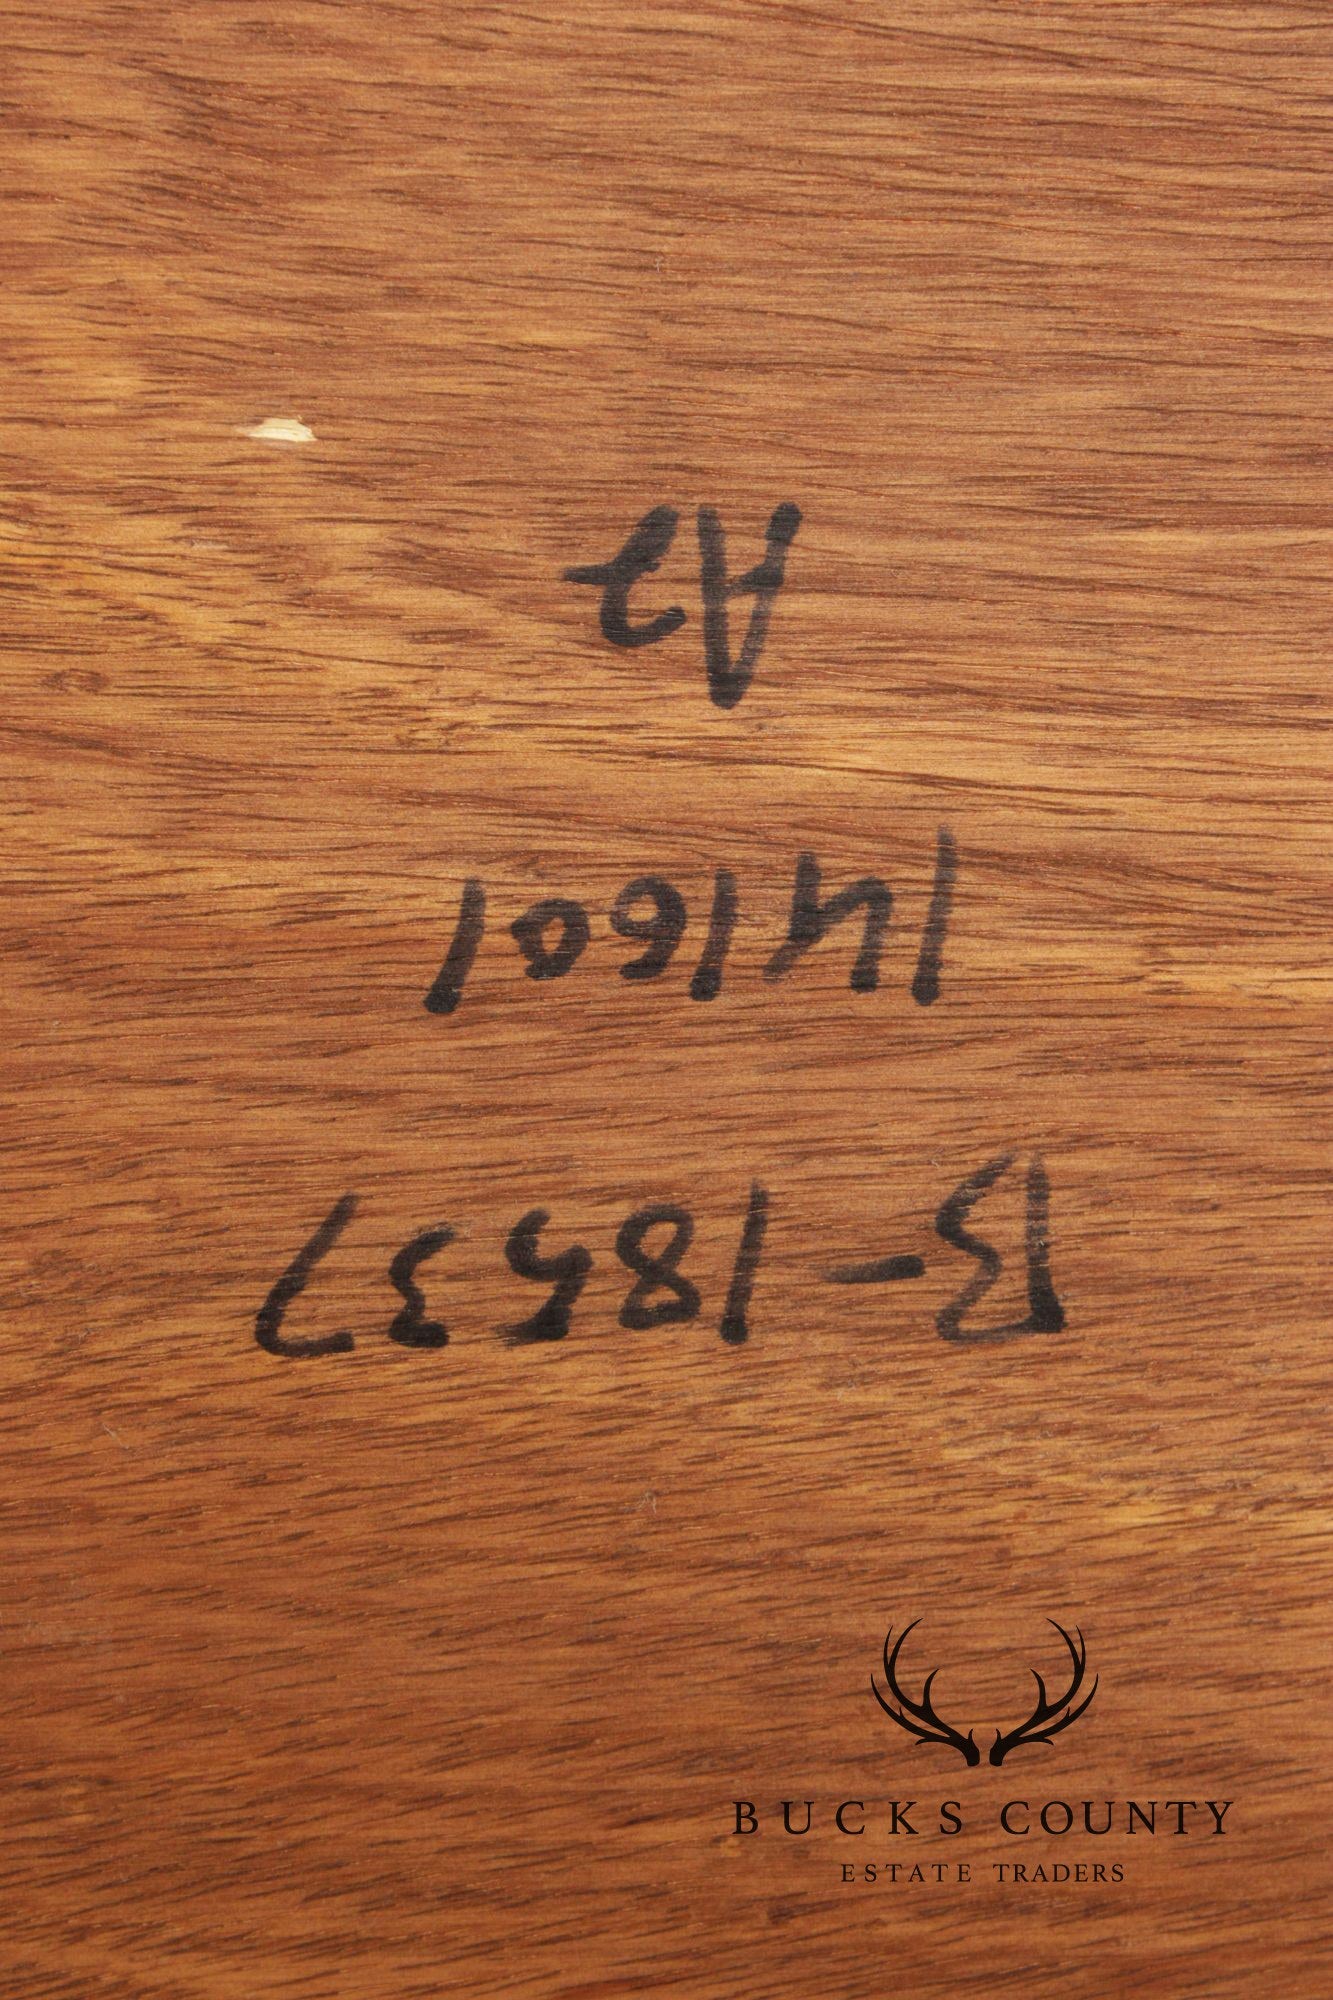 B-18537
141601
A2
BUCKS COUNTY
ESTATE TRADERS